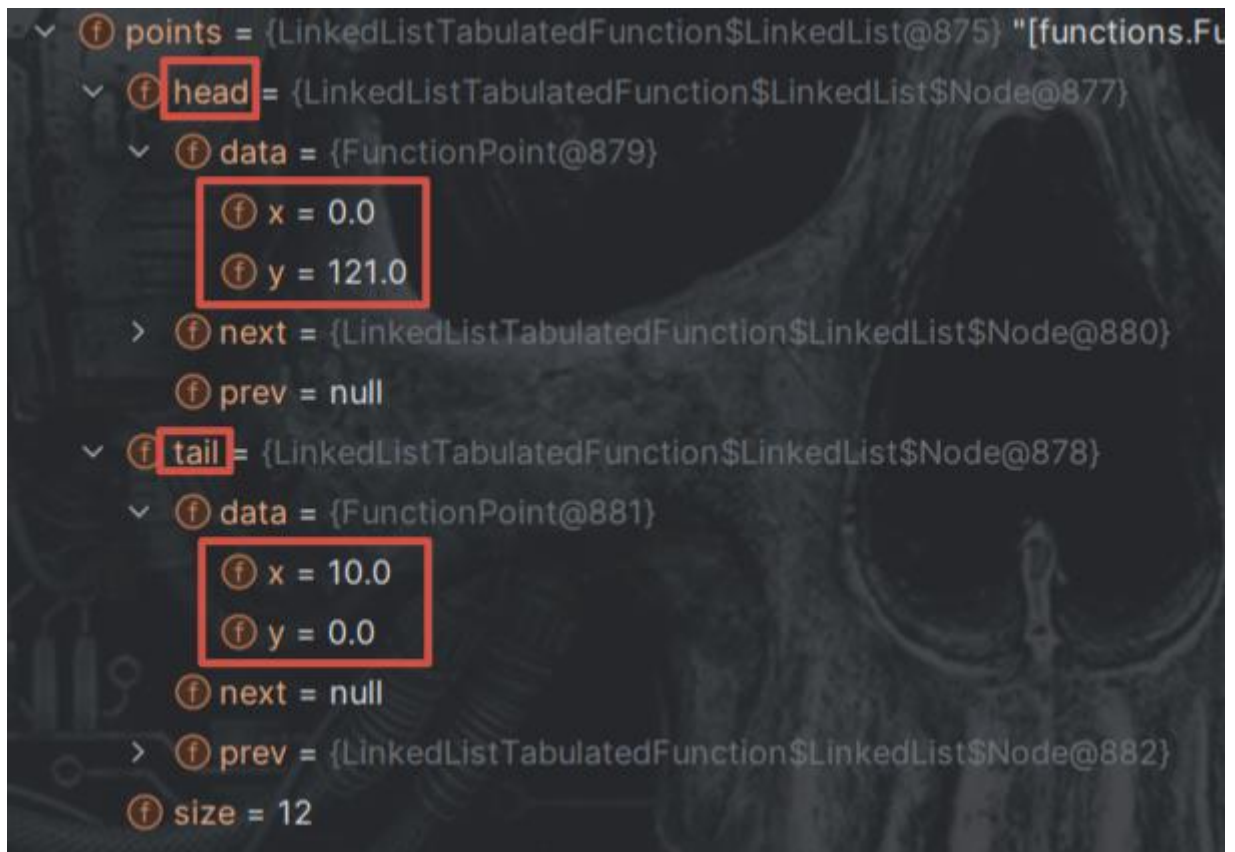 points = {LinkedListTabulatedFunction$LinkedList@875} "[functions.Fu
head = {LinkedListTabulatedFunction$LinkedList$Node@877}
data = {FunctionPoint@879}
x = 0.0
y = 121.0
next = {LinkedListTabulatedFunction$LinkedList$Node@880}
prev = null
tail = {LinkedListTabulatedFunction$LinkedList$Node@878}
data = {FunctionPoint@881}
x = 10.0
y = 0.0
next = null
prev = {LinkedListTabulatedFunction$LinkedList$Node@882}
size = 12